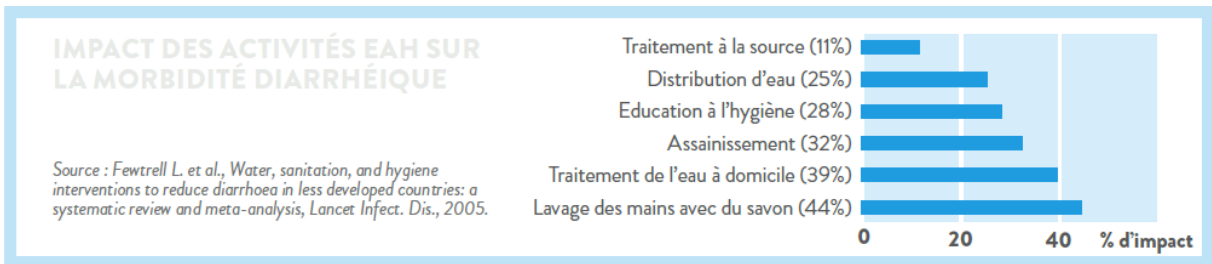 IMPACT DES ACTIVITÉS EAH SUR
LA MORBIDITÉ DIARRHÉIQUE
Source : Fewtrell L. et al., Water, sanitation, and hygiene
interventions to reduce diarrhoea in less developed countries: a
systematic review and meta-analysis, Lancet Infect. Dis., 2005.
Traitement à la source (11%)
Distribution d'eau (25%)
Education à l'hygiène (28%)
Assainissement (32%)
Traitement de l'eau à domicile (39%)
Lavage des mains avec du savon (44%)
0 20 40 % d'impact